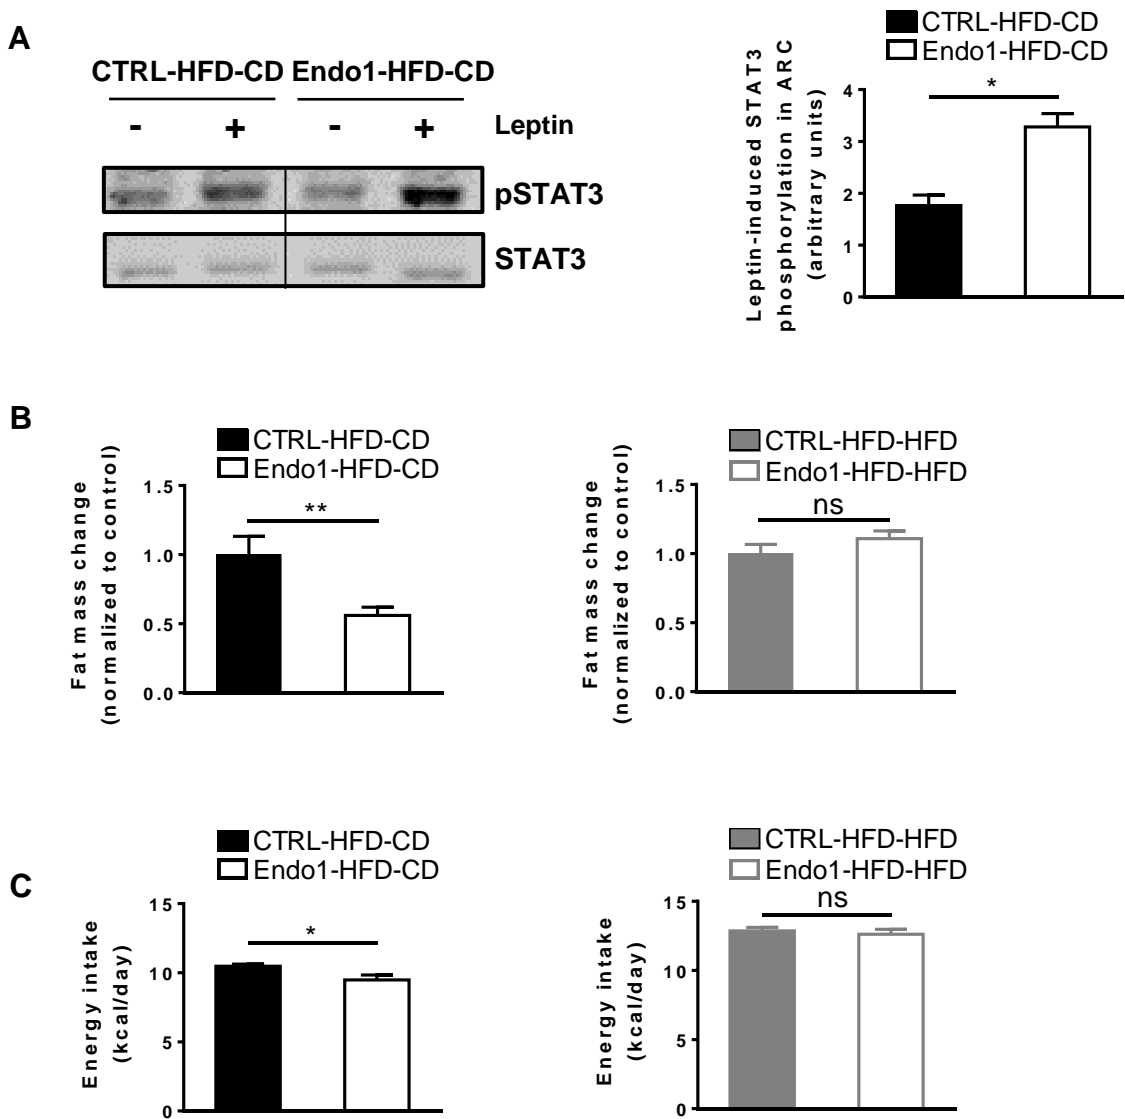 A
CTRL-HFD-CD Endo1-HFD-CD
- + - + Leptin
pSTAT3
STAT3
CTRL-HFD-CD
Endo1-HFD-CD
Leptin-induced STAT3
phosphorylation in ARC
(arbitrary units)
4
3
2
1
0
*
B
CTRL-HFD-CD
Endo1-HFD-CD
Fat mass change
(normalized to control)
1.5
1.0
0.5
0.0
**
CTRL-HFD-HFD
Endo1-HFD-HFD
Fat mass change
(normalized to control)
1.5
1.0
0.5
0.0
ns
C
CTRL-HFD-CD
Endo1-HFD-CD
Energy intake
(kcal/day)
15
10
5
0
*
CTRL-HFD-HFD
Endo1-HFD-HFD
Energy intake
(kcal/day)
15
10
5
0
ns